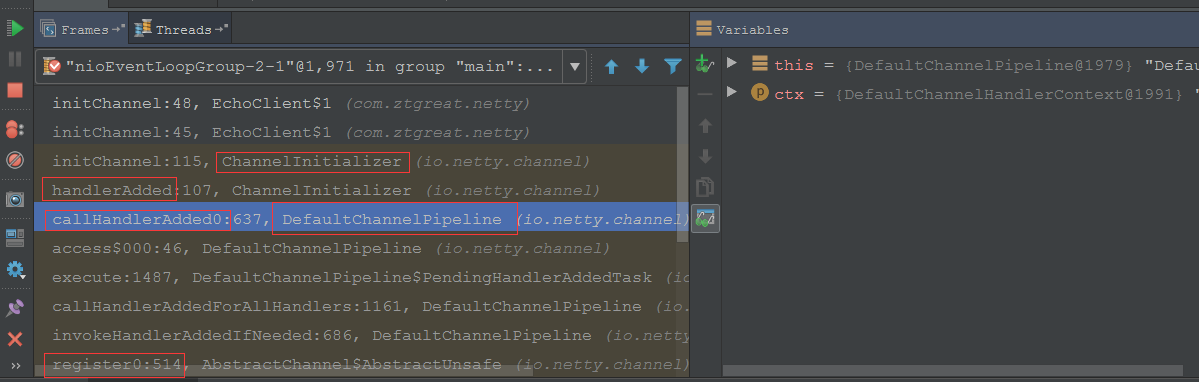 Frames Threads
"nioEventLoopGroup-2-1"@1,971 in group "main":...
initChannel:48, EchoClient$1 (com.ztgreat.netty)
initChannel:45, EchoClient$1 (com.ztgreat.netty)
initChannel:115, ChannelInitializer (io.netty.channel)
handlerAdded:107, ChannelInitializer (io.netty.channel)
callHandlerAdded0:637, DefaultChannelPipeline (io.netty.channel)
access$000:46, DefaultChannelPipeline (io.netty.channel)
execute:1487, DefaultChannelPipeline$PendingHandlerAddedTask (io
callHandlerAddedForAllHandlers:1161, DefaultChannelPipeline (io.
invokeHandlerAddedIfNeeded:686, DefaultChannelPipeline (io.netty
register0:514, AbstractChannel$AbstractUnsafe (io.netty.channel)
Variables
this = {DefaultChannelPipeline@1979} "Defa
p ctx = {DefaultChannelHandlerContext@1991} "